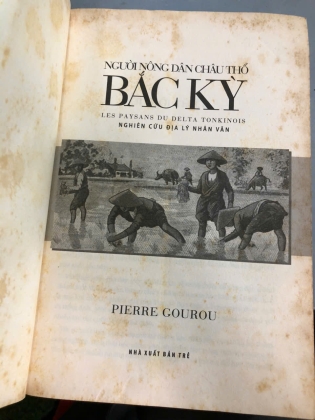 NGƯỜI NÔNG DÂN CHÂU THỔ
BẮC KỲ
LES PAYSANS DU DELTA TONKINOIS
NGHIÊN CỨU ĐỊA LÝ NHÂN VĂN
PIERRE GOUROU
NHÀ XUẤT BẢN TRẺ